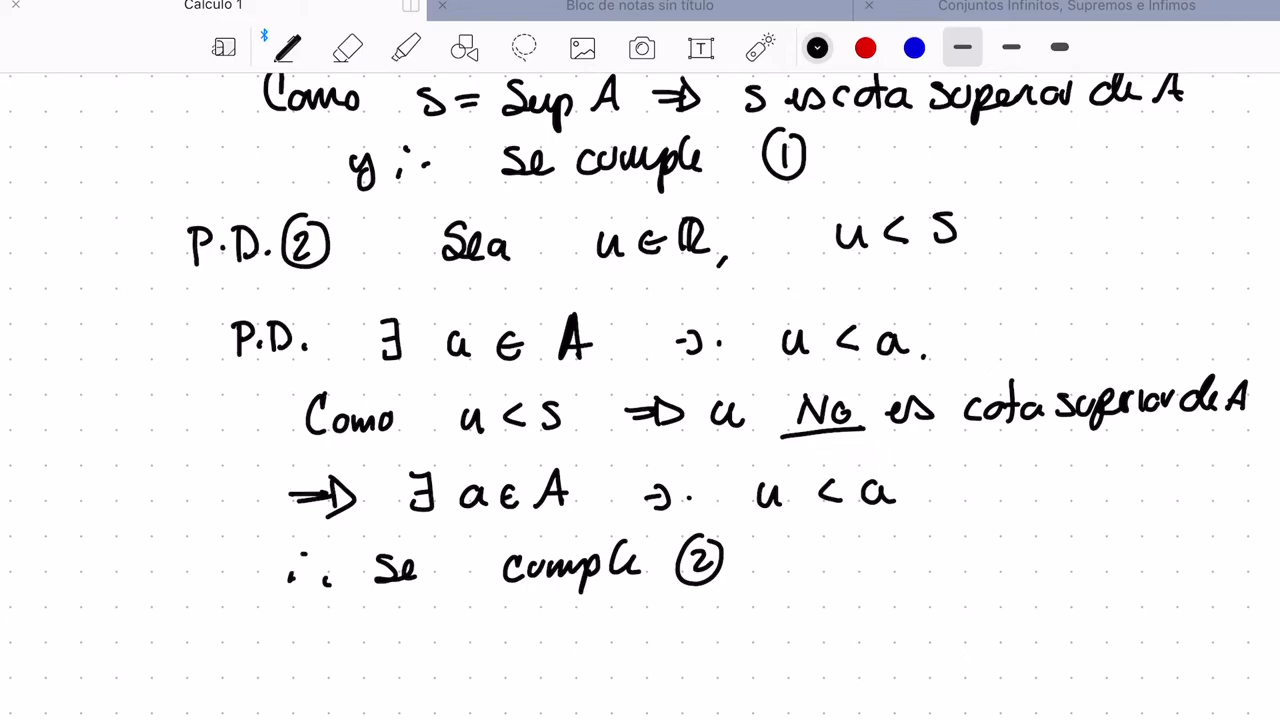 Calculo 1
Bloc de notas sin título
Conjuntos Infinitos, Supremos e Infimos
Como s = Sup A ⇒ s es cota superior de A
y ∴ se cumple ①
P.D. ② Sea u ∈ ℝ, u < s
P.D. ∃ a ∈ A ∋· u < a.
Como u < s ⇒ u NO es cota superior de A
⇒ ∃ a ∈ A ∋· u < a
∴ se cumple ②